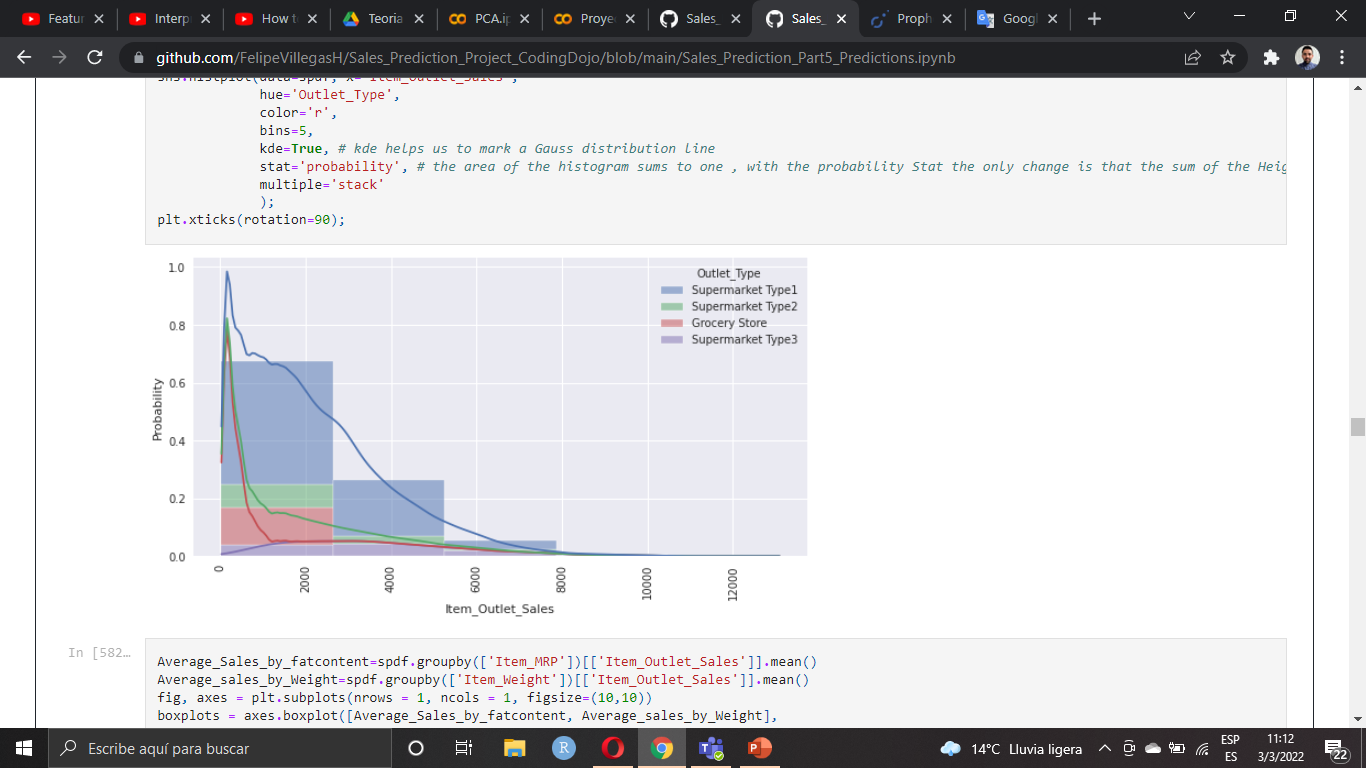 Featur
Interp
How t
Teoria
PCA.ip
Proye
Sales_
Sales_
Proph
Googl
github.com/FelipeVillegasH/Sales_Prediction_Project_CodingDojo/blob/main/Sales_Prediction_Part5_Predictions.ipynb
sns.histplot(data=spdf, x='Item_Outlet_Sales',
hue='Outlet_Type',
color='r',
bins=5,
kde=True, # kde helps us to mark a Gauss distribution line
stat='probability', # the area of the histogram sums to one , with the probability Stat the only change is that the sum of the Heig
multiple='stack'
);
plt.xticks(rotation=90);
Outlet_Type
Supermarket Type1
Supermarket Type2
Grocery Store
Supermarket Type3
1.0
0.8
0.6
0.4
0.2
0.0
Probability
0
2000
4000
6000
8000
10000
12000
Item_Outlet_Sales
In [582…
Average_Sales_by_fatcontent=spdf.groupby(['Item_MRP'])[['Item_Outlet_Sales']].mean()
Average_sales_by_Weight=spdf.groupby(['Item_Weight'])[['Item_Outlet_Sales']].mean()
fig, axes = plt.subplots(nrows = 1, ncols = 1, figsize=(10,10))
boxplots = axes.boxplot([Average_Sales_by_fatcontent, Average_sales_by_Weight],
Escribe aquí para buscar
R
14°C Lluvia ligera
ESP
ES
11:12
3/3/2022
22